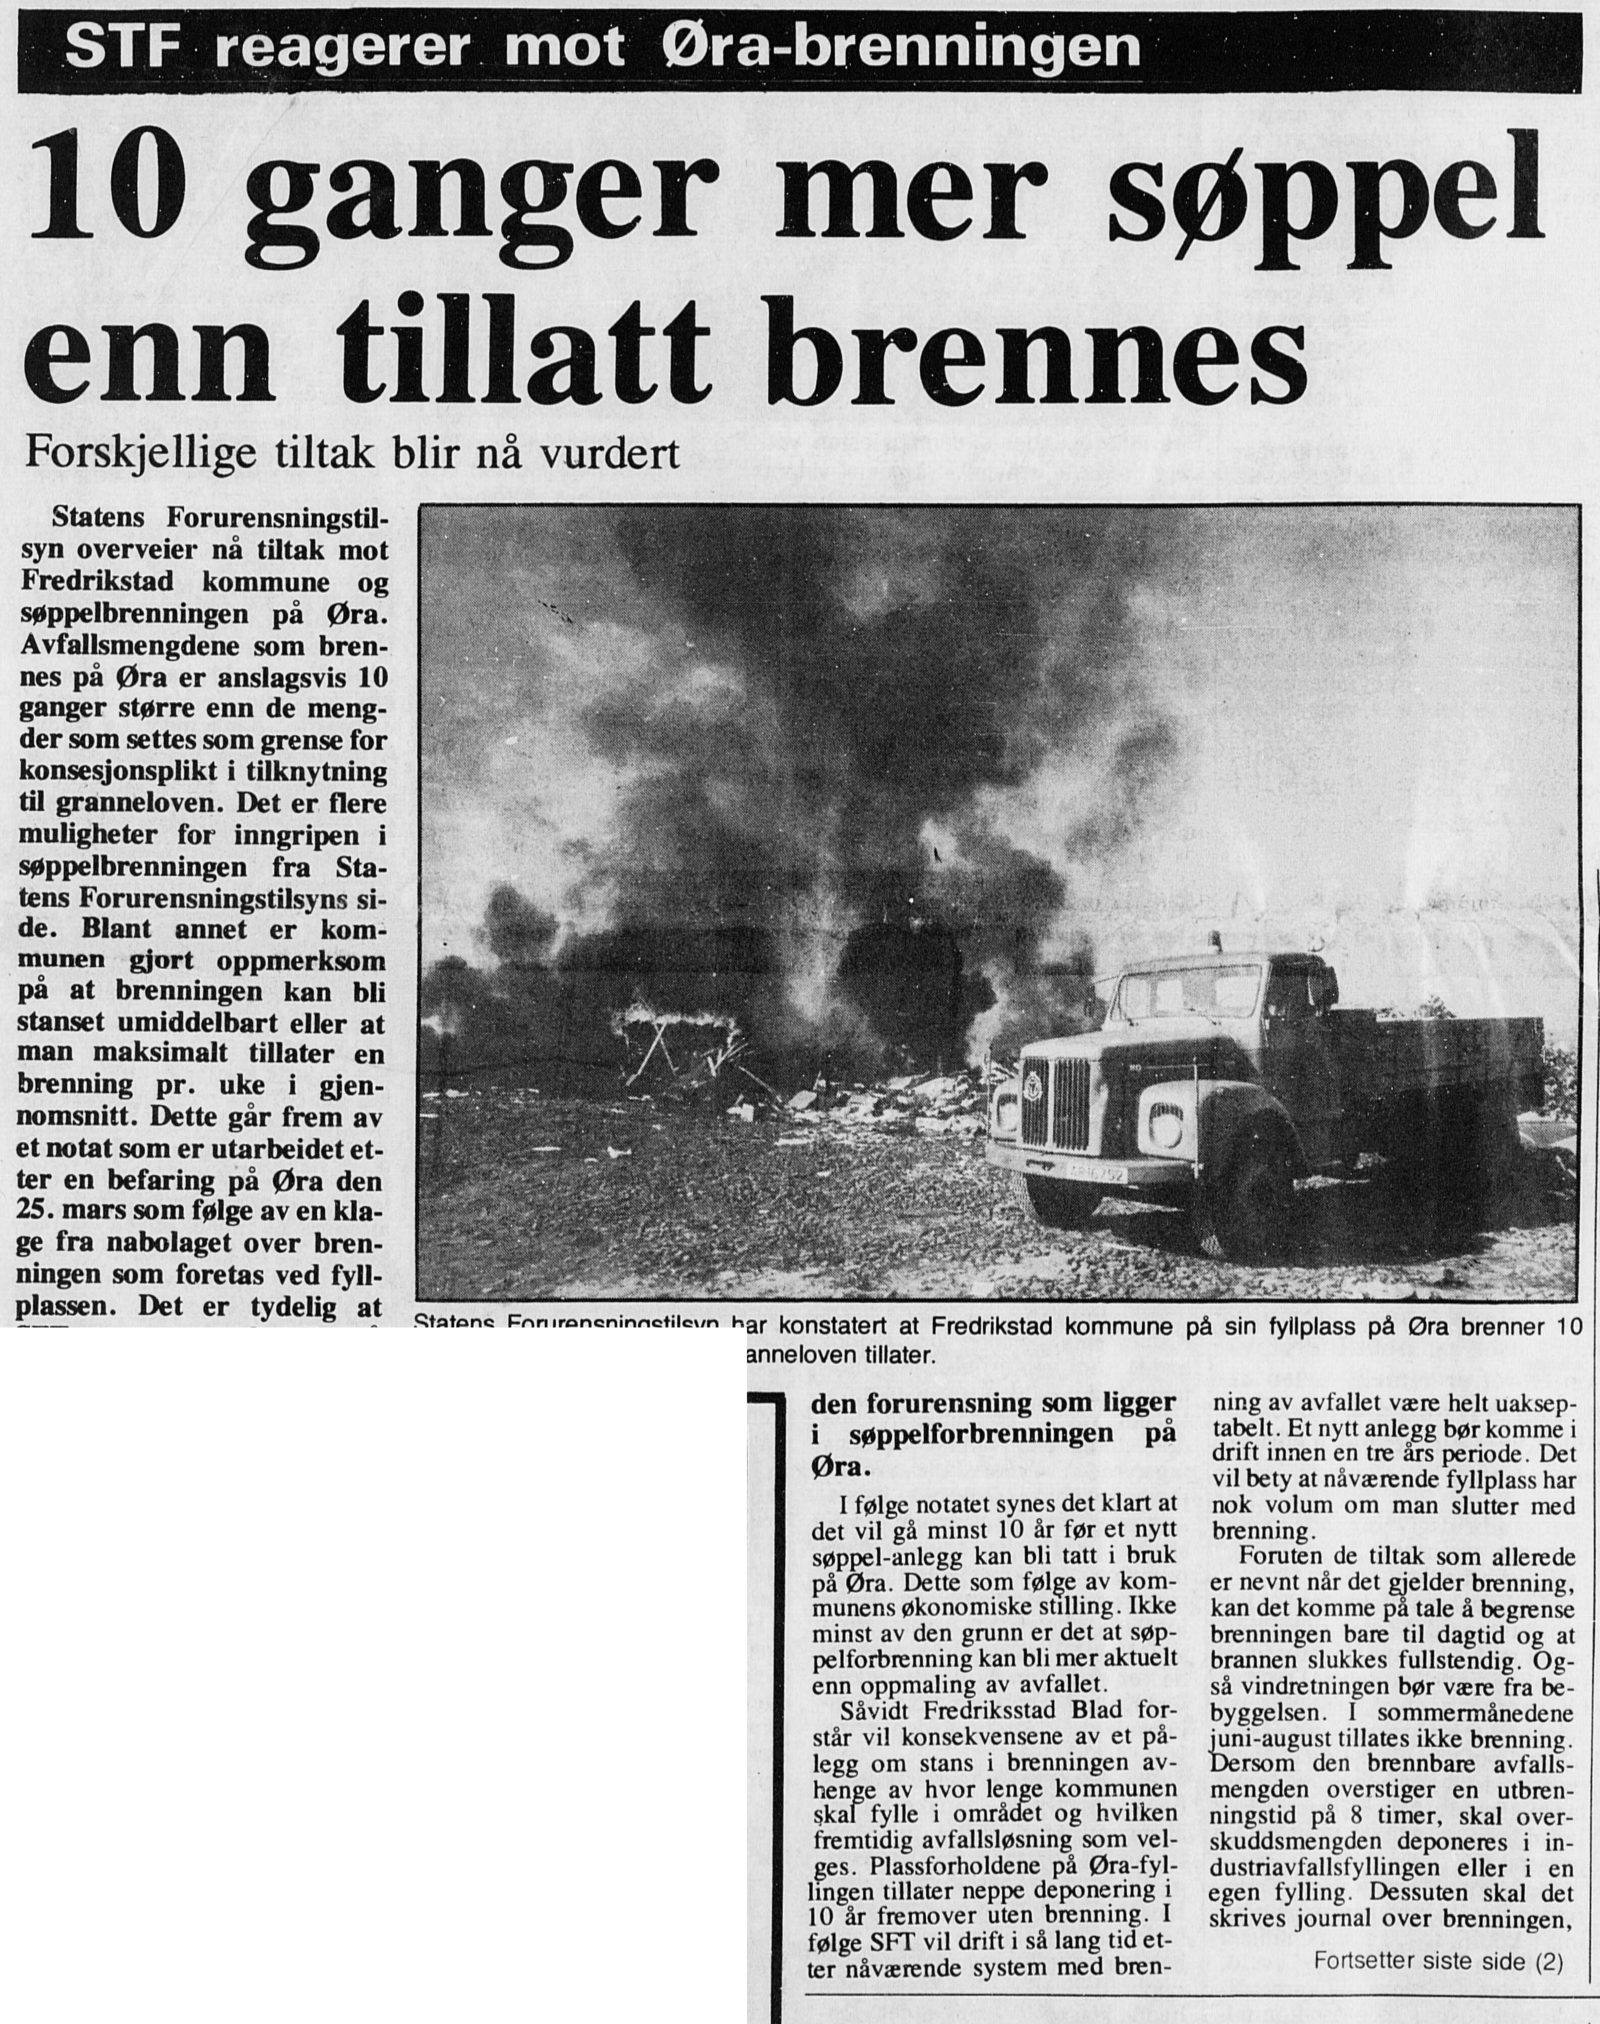 STF reagerer mot Øra-brenningen
10 ganger mer søppel
enn tillatt brennes
Forskjellige tiltak blir nå vurdert
Statens Forurensningstil-
syn overveier nå tiltak mot
Fredrikstad kommune og
søppelbrenningen på Øra.
Avfallsmengdene som bren-
nes på Øra er anslagsvis 10
ganger større enn de meng-
der som settes som grense for
konsesjonsplikt i tilknytning
til granneloven. Det er flere
muligheter for inngripen i
søppelbrenningen fra Sta-
tens Forurensningstilsyns si-
de. Blant annet er kom-
munen gjort oppmerksom
på at brenningen kan bli
stanset umiddelbart eller at
man maksimalt tillater en
brenning pr. uke i gjen-
nomsnitt. Dette går frem av
et notat som er utarbeidet et-
ter en befaring på Øra den
25. mars som følge av en kla-
ge fra nabolaget over bren-
ningen som foretas ved fyll-
plassen. Det er tydelig at
Statens Forurensningstilsyn har konstatert at Fredrikstad kommune på sin fyllplass på Øra brenner 10
anneloven tillater.
den forurensning som ligger
i søppelforbrenningen på
Øra.
I følge notatet synes det klart at
det vil gå minst 10 år før et nytt
søppel-anlegg kan bli tatt i bruk
på Øra. Dette som følge av kom-
munens økonomiske stilling. Ikke
minst av den grunn er det at søp-
pelforbrenning kan bli mer aktuelt
enn oppmaling av avfallet.
Såvidt Fredriksstad Blad for-
står vil konsekvensene av et på-
legg om stans i brenningen av-
henge av hvor lenge kommunen
skal fylle i området og hvilken
fremtidig avfallsløsning som vel-
ges. Plassforholdene på Øra-fyl-
lingen tillater neppe deponering i
10 år fremover uten brenning. I
følge SFT vil drift i så lang tid et-
ter nåværende system med bren-
ning av avfallet være helt uaksep-
tabelt. Et nytt anlegg bør komme i
drift innen en tre års periode. Det
vil bety at nåværende fyllplass har
nok volum om man slutter med
brenning.
Foruten de tiltak som allerede
er nevnt når det gjelder brenning,
kan det komme på tale å begrense
brenningen bare til dagtid og at
brannen slukkes fullstendig. Og-
så vindretningen bør være fra be-
byggelsen. I sommermånedene
juni-august tillates ikke brenning.
Dersom den brennbare avfalls-
mengden overstiger en utbren-
ningstid på 8 timer, skal over-
skuddsmengden deponeres i in-
dustriavfallsfyllingen eller i en
egen fylling. Dessuten skal det
skrives journal over brenningen,
Fortsetter siste side (2)